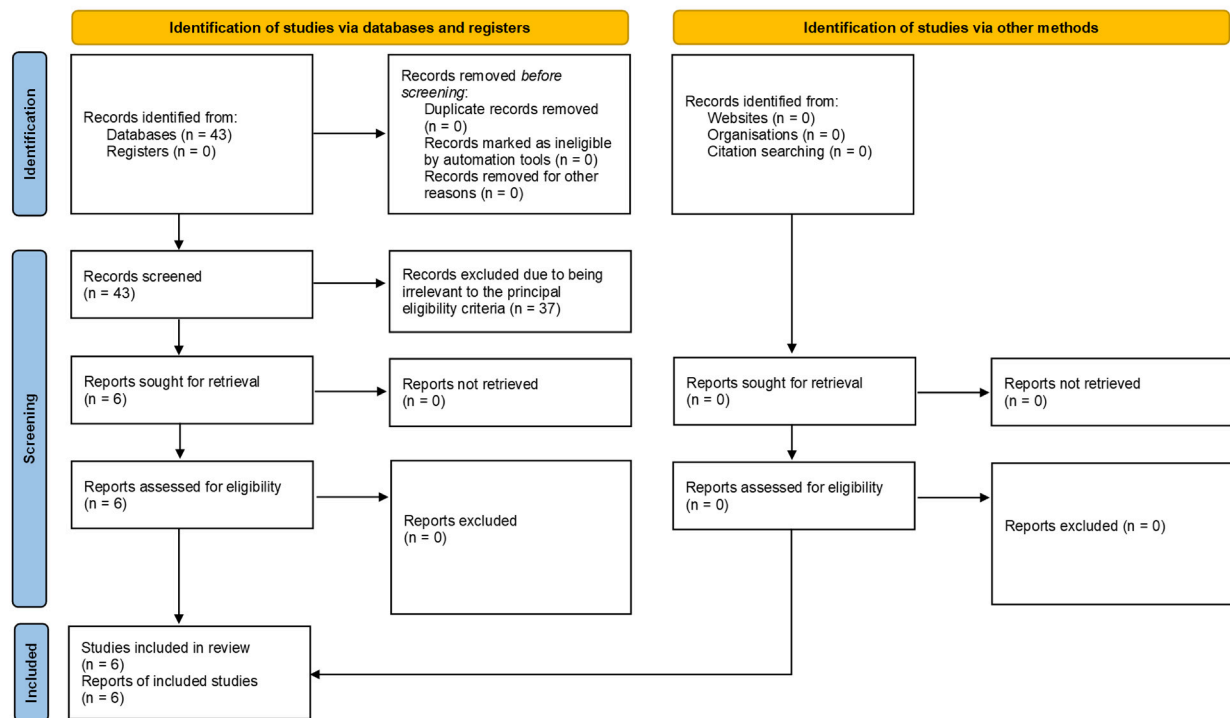 Identification of studies via databases and registers
Identification of studies via other methods
Identification
Records identified from:
Databases (n = 43)
Registers (n = 0)
Records removed before
screening:
Duplicate records removed
(n = 0)
Records marked as ineligible
by automation tools (n = 0)
Records removed for other
reasons (n = 0)
Records identified from:
Websites (n = 0)
Organisations (n = 0)
Citation searching (n = 0)
Screening
Records screened
(n = 43)
Records excluded due to being
irrelevant to the principal
eligibility criteria (n = 37)
Reports sought for retrieval
(n = 6)
Reports not retrieved
(n = 0)
Reports sought for retrieval
(n = 0)
Reports not retrieved
(n = 0)
Reports assessed for eligibility
(n = 6)
Reports excluded
(n = 0)
Reports assessed for eligibility
(n = 0)
Reports excluded (n = 0)
Included
Studies included in review
(n = 6)
Reports of included studies
(n = 6)